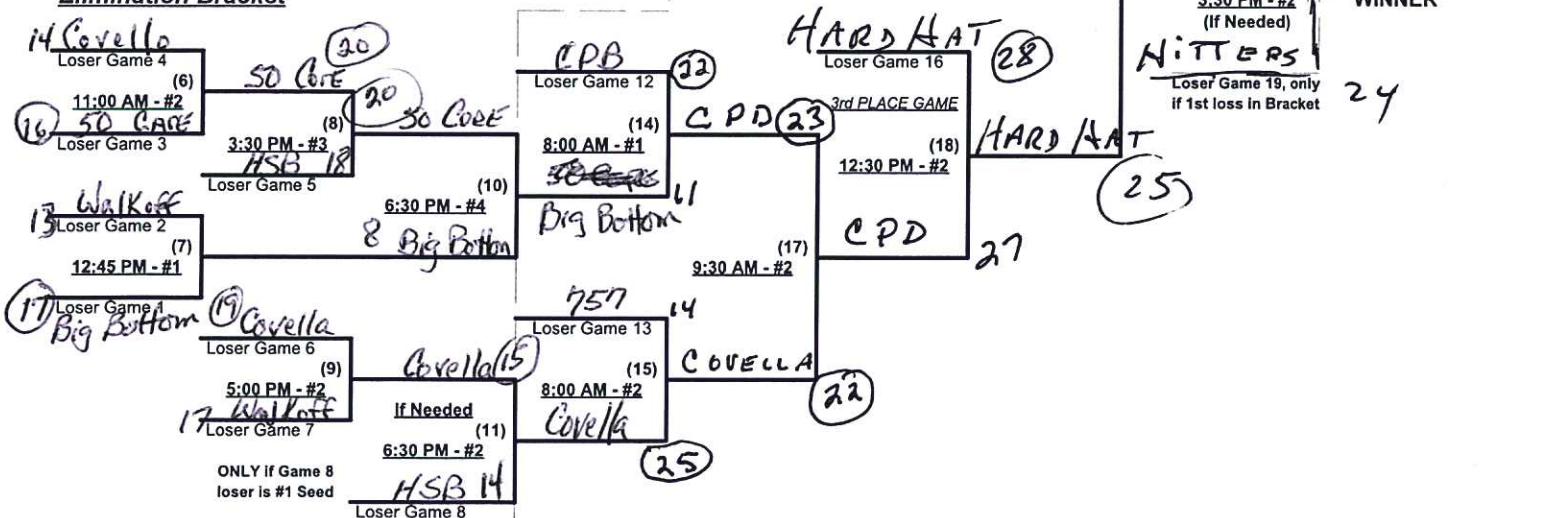 Elimination Bracket
14 Covello
Loser Game 4
(6)
11:00 AM - #2
16 50 CARE
Loser Game 3
50 CORE 20
20
(8)
3:30 PM - #3
HSB 18
Loser Game 5
50 CORE
13 Walkoff
Loser Game 2
(7)
12:45 PM - #1
17 Loser Game 1
Big Bottom
(10)
6:30 PM - #4
8 Big Bottom
19 Covella
Loser Game 6
(9)
5:00 PM - #2
17 Walkoff
Loser Game 7
Covella 15
If Needed
(11)
6:30 PM - #2
ONLY if Game 8
loser is #1 Seed
HSB 14
Loser Game 8
CPB 22
Loser Game 12
(14)
8:00 AM - #1
Big Bottom 11
CPD 23
757 14
Loser Game 13
(15)
8:00 AM - #2
Covella
25
COVELLA
22
(17)
9:30 AM - #2
HARD HAT 28
Loser Game 16
3rd PLACE GAME
(18)
12:30 PM - #2
CPD 27
HARD HAT
25
3:30 PM - #2
(If Needed)
WINNER
HITTERS
Loser Game 19, only
if 1st loss in Bracket
24